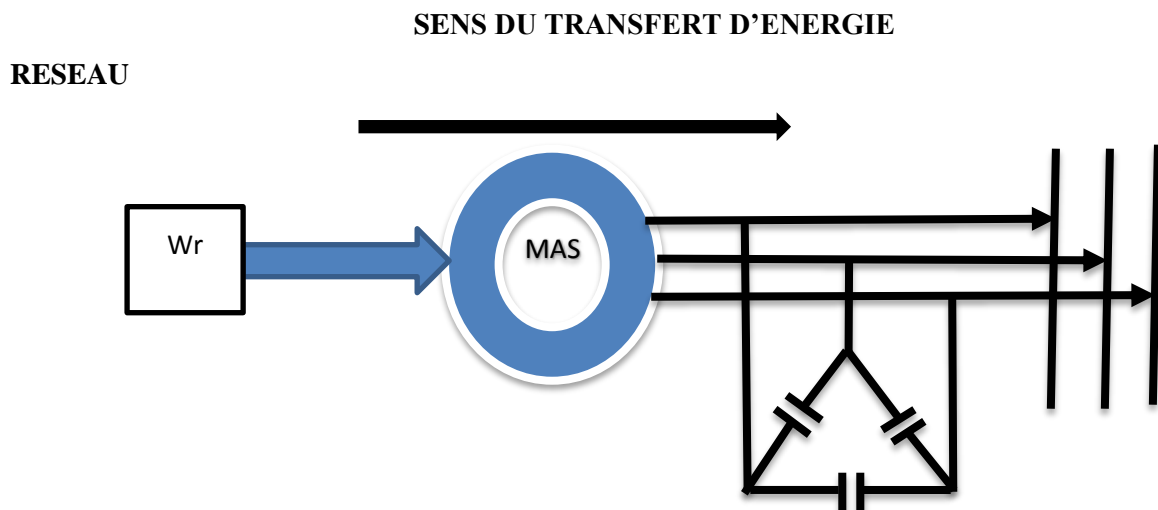 SENS DU TRANSFERT D’ENERGIE
RESEAU
Wr
MAS